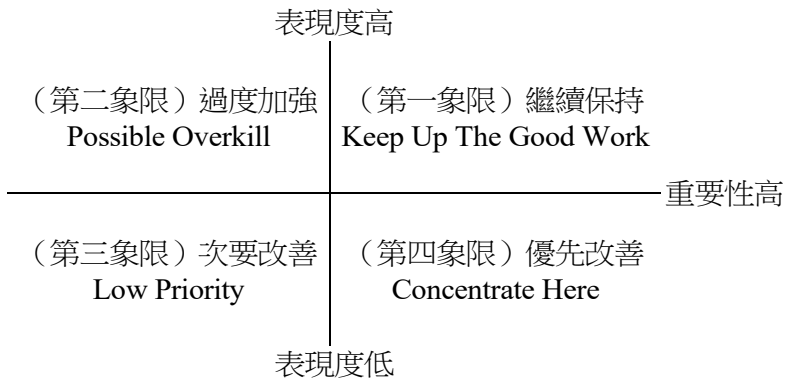 表現度高
（第二象限）過度加強
Possible Overkill
（第一象限）繼續保持
Keep Up The Good Work
重要性高
（第三象限）次要改善
Low Priority
（第四象限）優先改善
Concentrate Here
表現度低